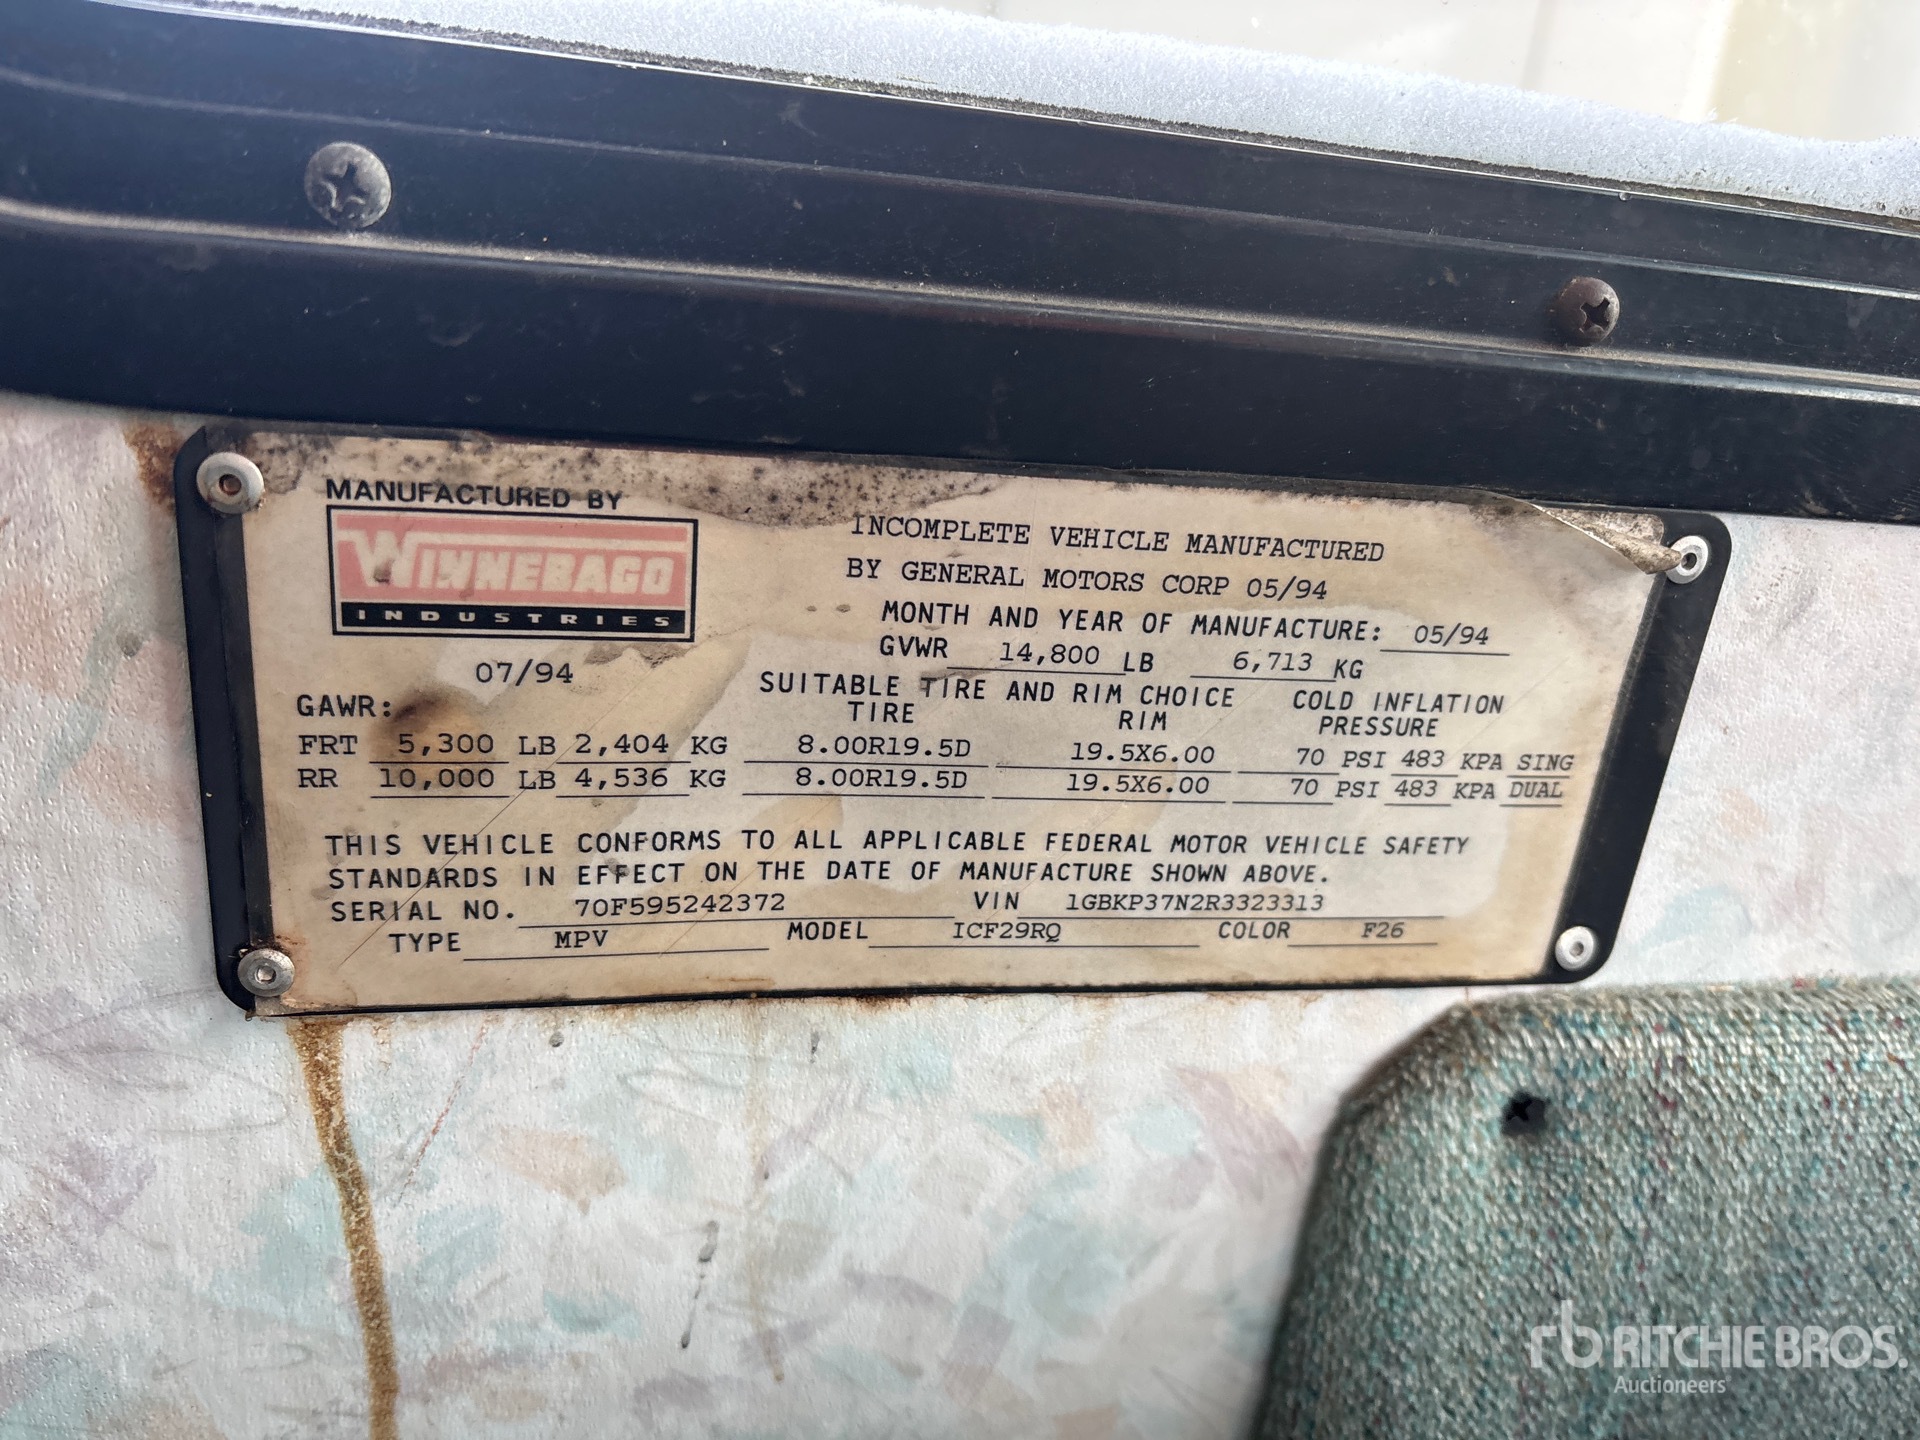 MANUFACTURED BY
WINNEBAGO
INDUSTRIES
07/94
INCOMPLETE VEHICLE MANUFACTURED
BY GENERAL MOTORS CORP 05/94
MONTH AND YEAR OF MANUFACTURE: 05/94
GVWR 14,800 LB 6,713 KG
SUITABLE TIRE AND RIM CHOICE COLD INFLATION
GAWR: TIRE RIM PRESSURE
FRT 5,300 LB 2,404 KG 8.00R19.5D 19.5X6.00 70 PSI 483 KPA SING
RR 10,000 LB 4,536 KG 8.00R19.5D 19.5X6.00 70 PSI 483 KPA DUAL
THIS VEHICLE CONFORMS TO ALL APPLICABLE FEDERAL MOTOR VEHICLE SAFETY
STANDARDS IN EFFECT ON THE DATE OF MANUFACTURE SHOWN ABOVE.
SERIAL NO. 70F595242372 VIN 1GBKP37N2R3323313
TYPE MPV MODEL ICF29RQ COLOR F26
rb RITCHIE BROS.
Auctioneers